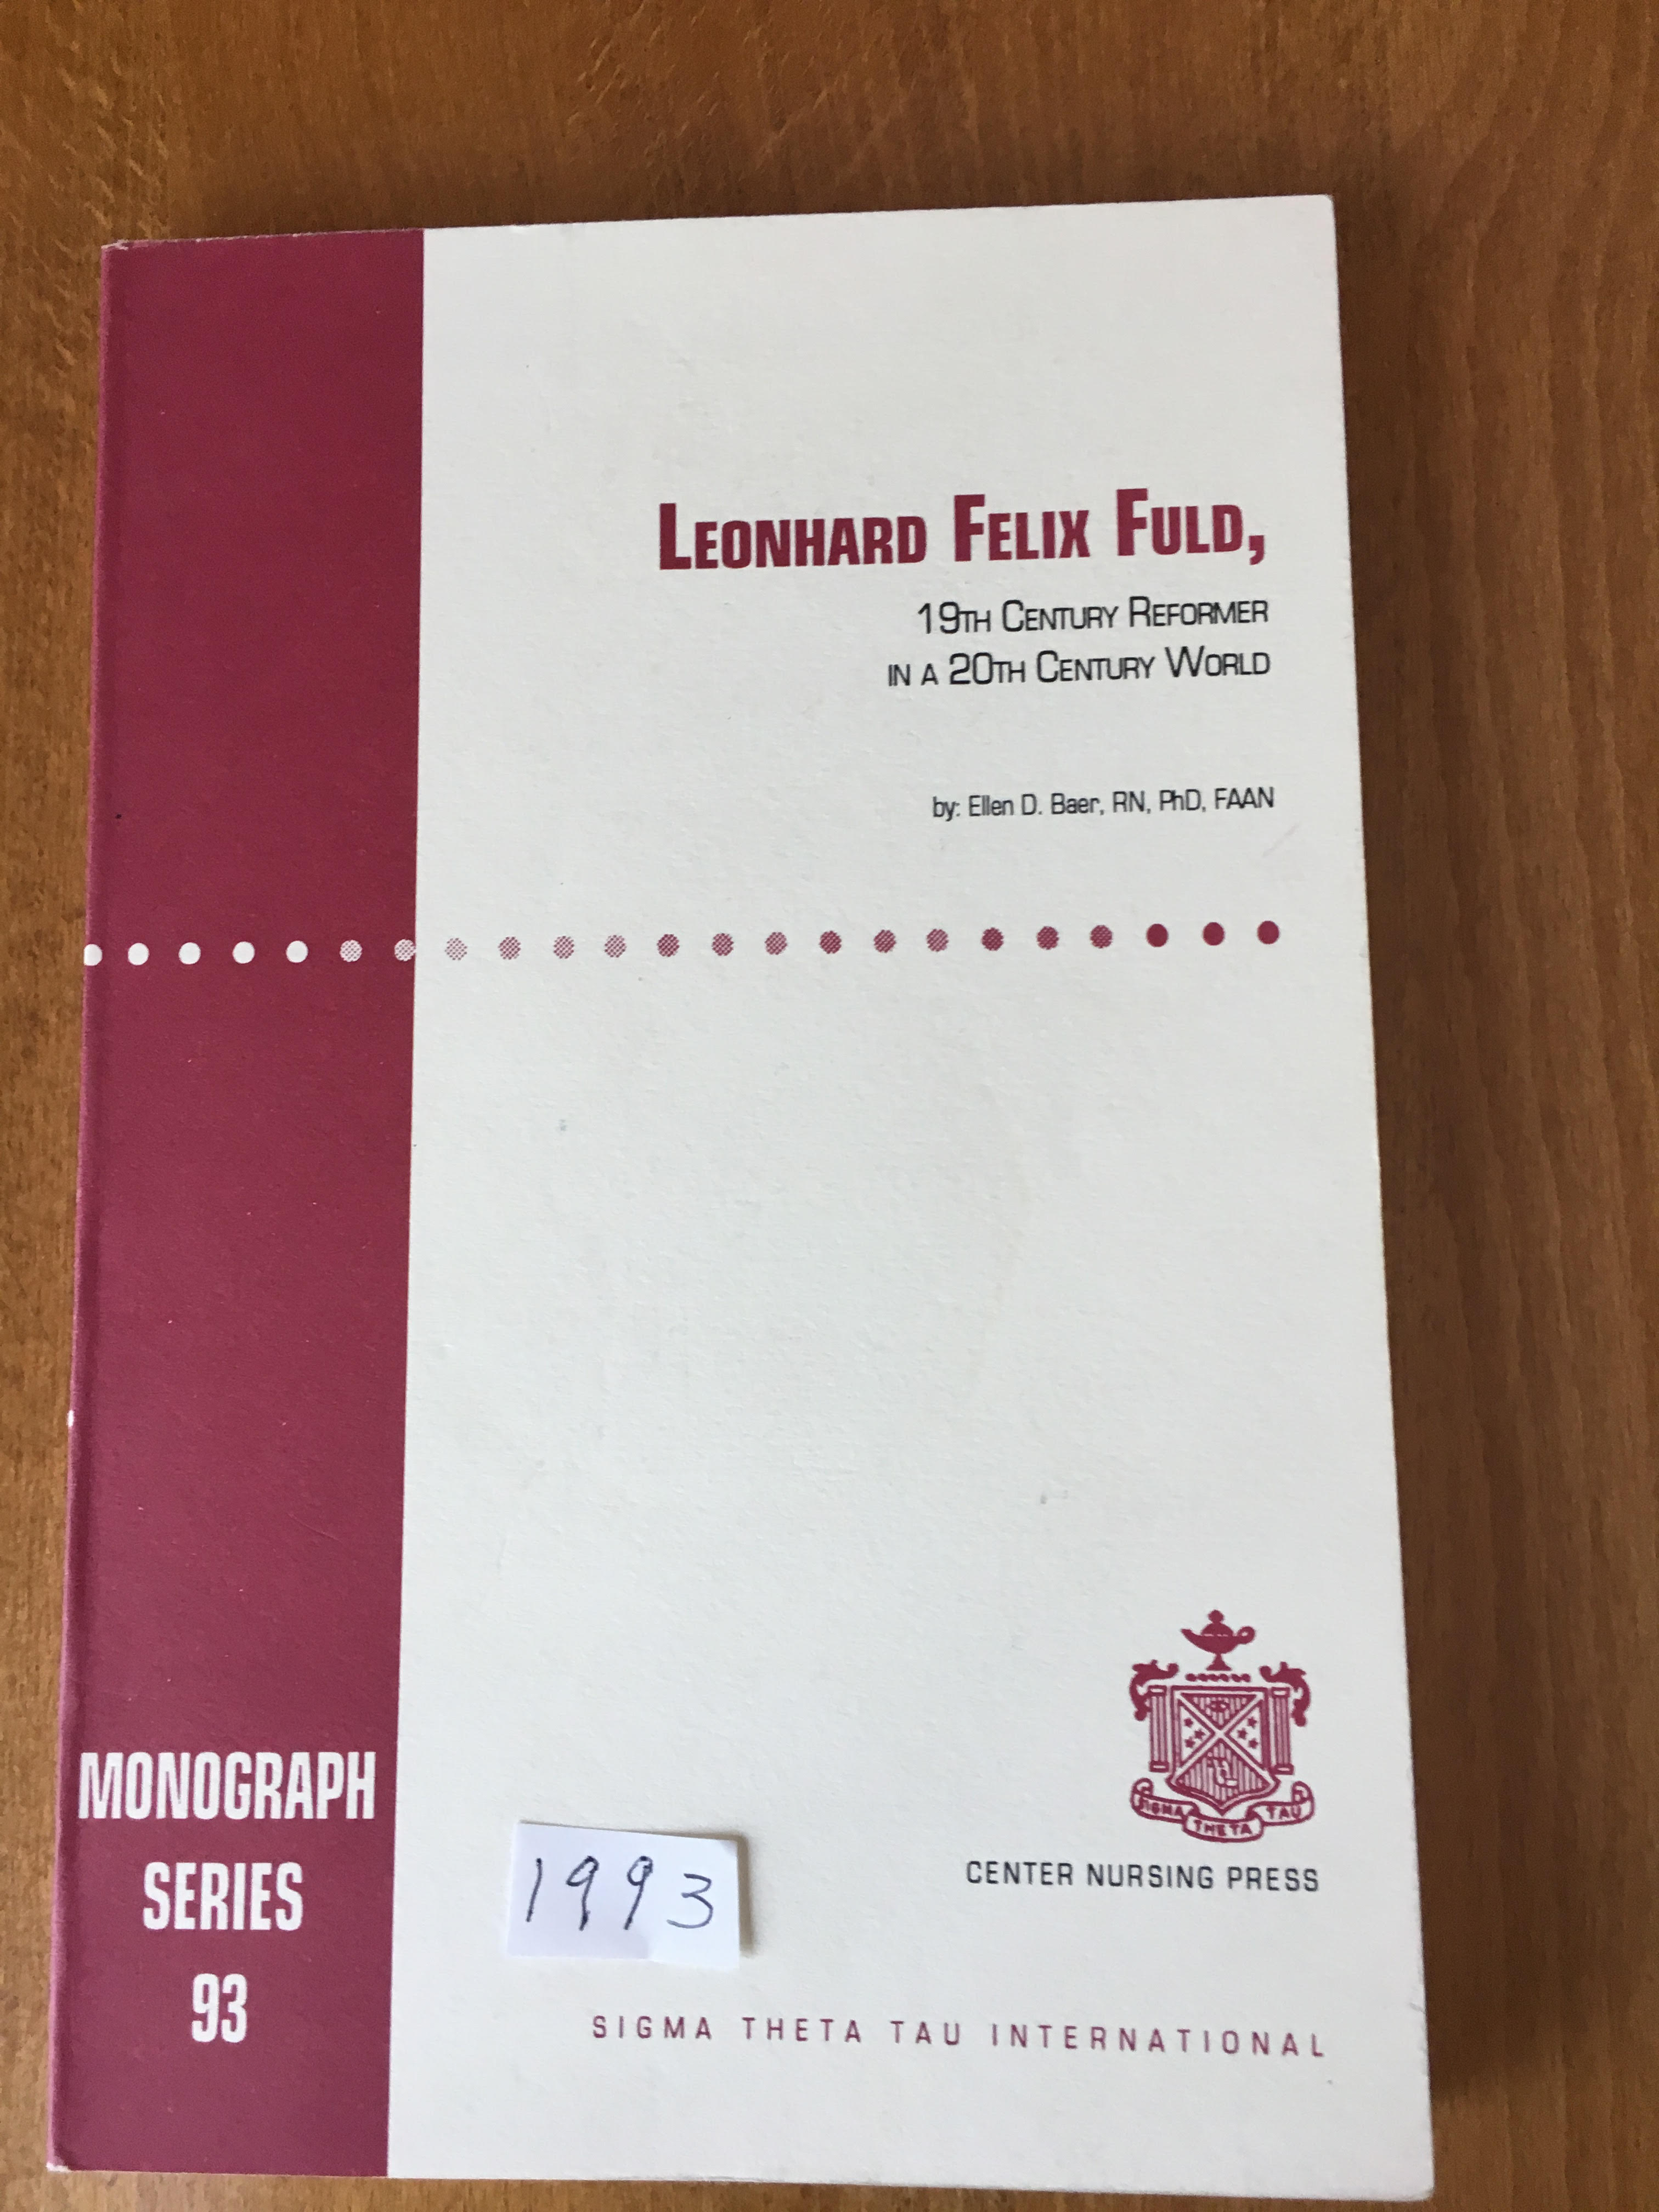 LEONHARD FELIX FULD,
19TH CENTURY REFORMER
IN A 20TH CENTURY WORLD
by: Ellen D. Baer, RN, PhD, FAAN
SIGMA THETA TAU
CENTER NURSING PRESS
MONOGRAPH
SERIES
93
1993
SIGMA THETA TAU INTERNATIONAL